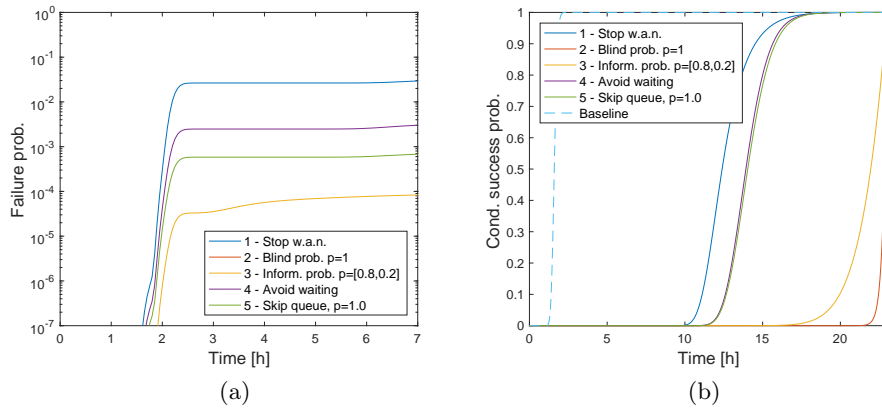 10^0
10^-1
10^-2
10^-3
10^-4
10^-5
10^-6
10^-7
Failure prob.
1 - Stop w.a.n.
2 - Blind prob. p=1
3 - Inform. prob. p=[0.8,0.2]
4 - Avoid waiting
5 - Skip queue, p=1.0
0 1 2 3 4 5 6 7
Time [h]
(a)
1
0.9
0.8
0.7
0.6
0.5
0.4
0.3
0.2
0.1
0
Cond. success prob.
1 - Stop w.a.n.
2 - Blind prob. p=1
3 - Inform. prob. p=[0.8,0.2]
4 - Avoid waiting
5 - Skip queue, p=1.0
Baseline
0 5 10 15 20
Time [h]
(b)